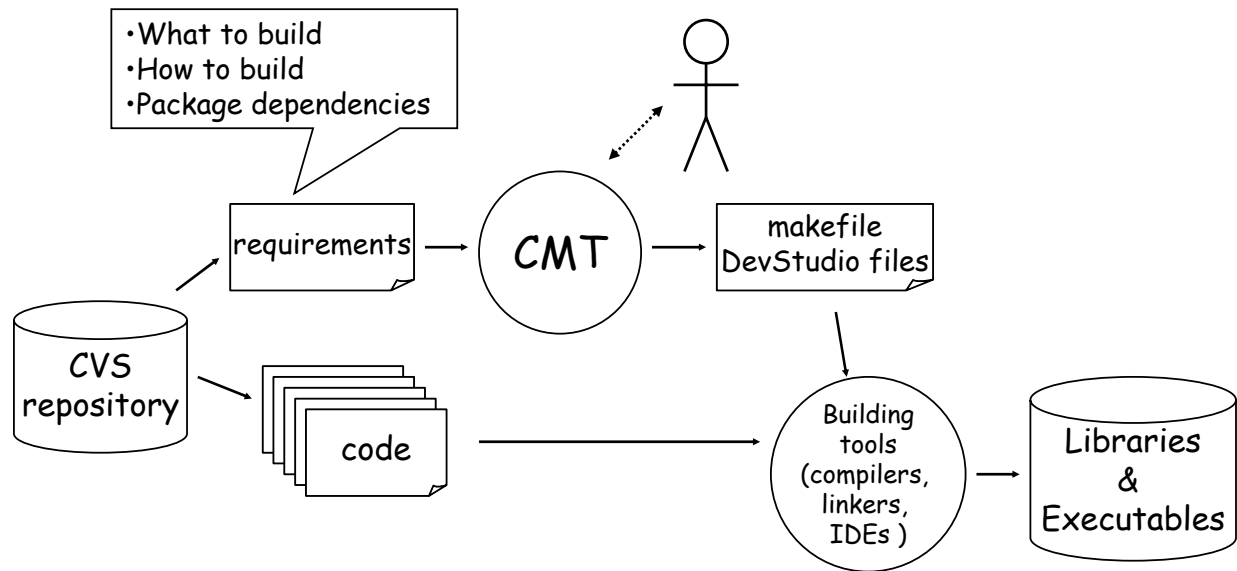 •What to build
•How to build
•Package dependencies
requirements
CMT
makefile
DevStudio files
CVS
repository
code
Building
tools
(compilers,
linkers,
IDEs )
Libraries
&
Executables